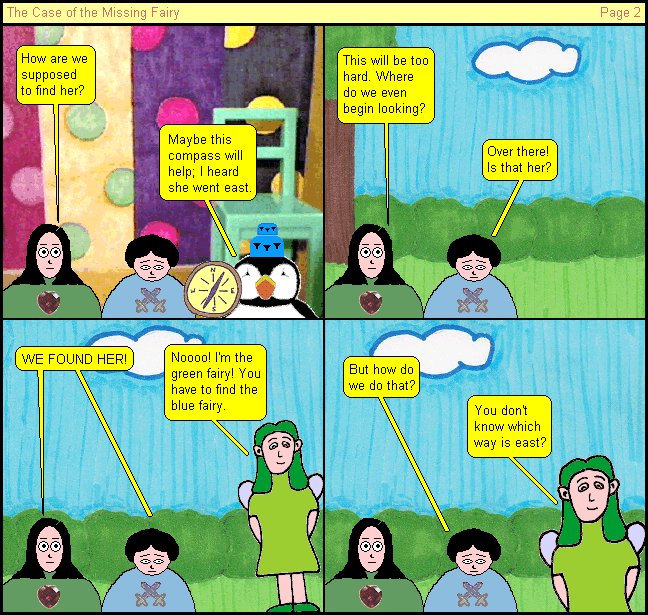 The Case of the Missing Fairy
Page 2
How are we
supposed
to find her?
Maybe this
compass will
help; I heard
she went east.
This will be too
hard. Where
do we even
begin looking?
Over there!
Is that her?
WE FOUND HER!
Noooo! I'm the
green fairy! You
have to find the
blue fairy.
But how do
we do that?
You don't
know which
way is east?